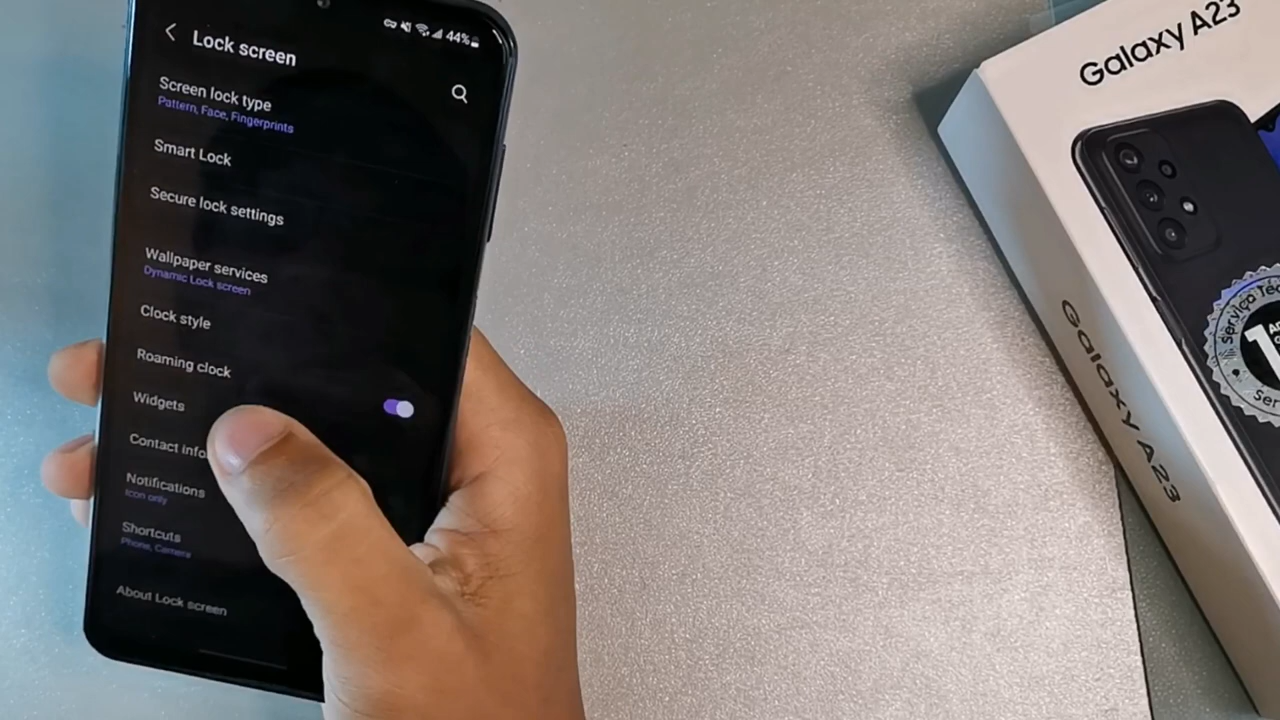 44%
Lock screen
Screen lock type
Pattern, Face, Fingerprints
Smart Lock
Secure lock settings
Wallpaper services
Dynamic Lock screen
Clock style
Roaming clock
Widgets
Contact info
Notifications
Icon only
Shortcuts
Phone, Camera
About Lock screen
Galaxy A23
Galaxy A23
Serviço
1